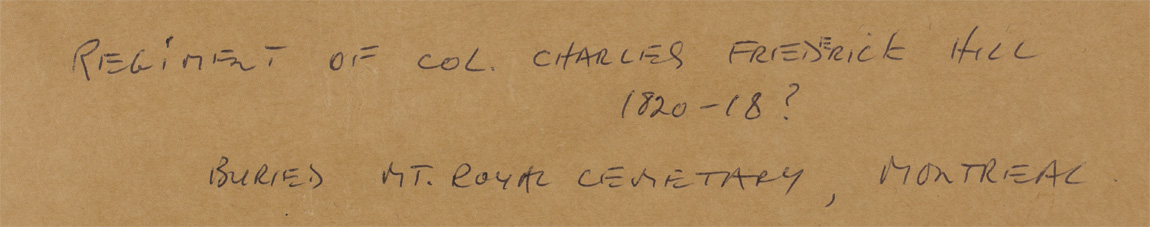 REGIMENT OF COL. CHARLES FREDERICK HILL
1820-18?
BURIED MT. ROYAL CEMETARY, MONTREAL